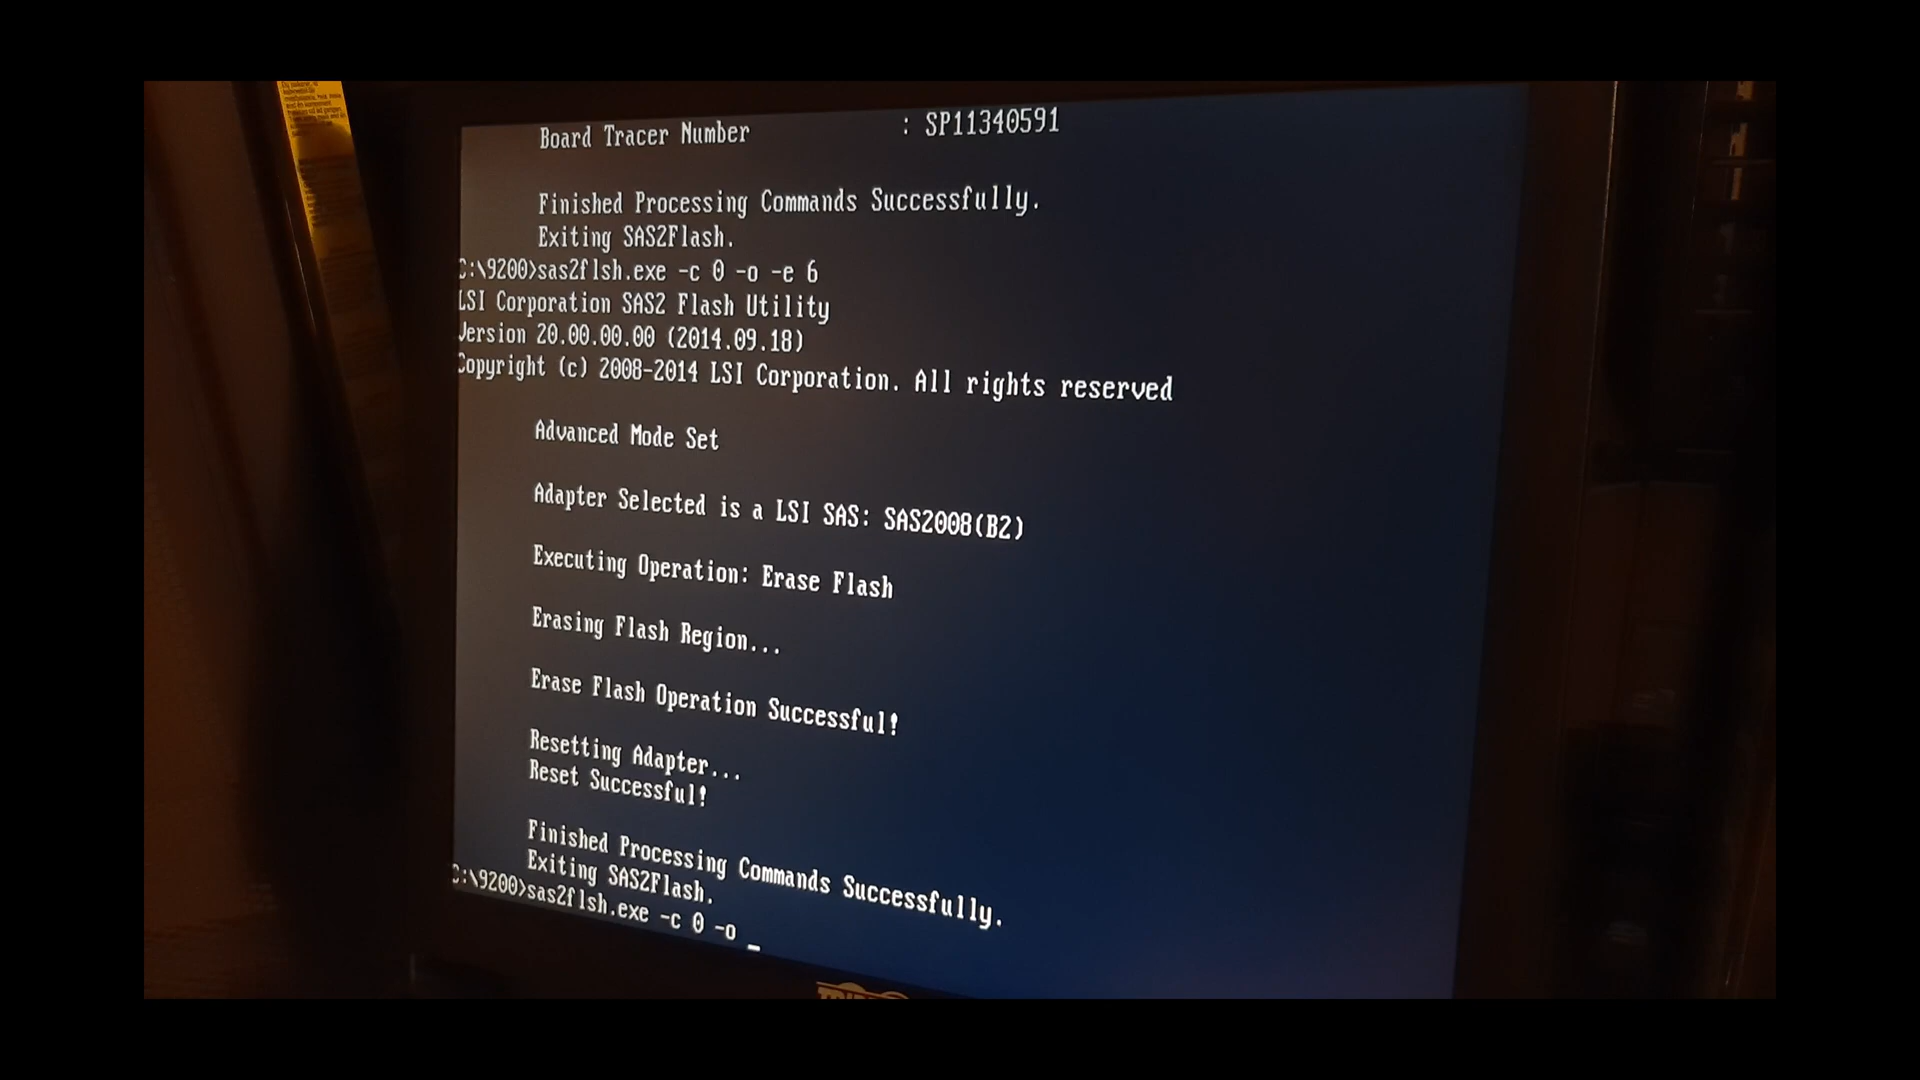 Board Tracer Number : SP11340591
Finished Processing Commands Successfully.
Exiting SAS2Flash.
C:\9200>sas2flsh.exe -c 0 -o -e 6
LSI Corporation SAS2 Flash Utility
Version 20.00.00.00 (2014.09.18)
Copyright (c) 2008-2014 LSI Corporation. All rights reserved
Advanced Mode Set
Adapter Selected is a LSI SAS: SAS2008(B2)
Executing Operation: Erase Flash
Erasing Flash Region...
Erase Flash Operation Successful!
Resetting Adapter...
Reset Successful!
Finished Processing Commands Successfully.
Exiting SAS2Flash.
C:\9200>sas2flsh.exe -c 0 -o _